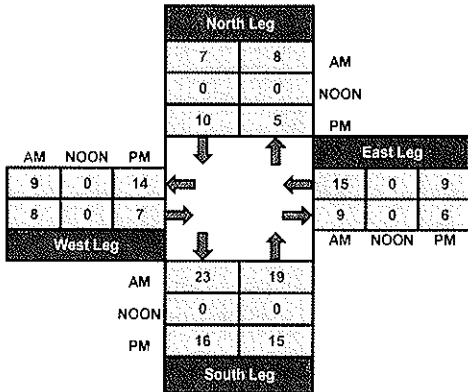 North Leg
7 8 AM
0 0 NOON
10 5 PM
AM NOON PM
East Leg
9 0 14
15 0 9
8 0 7
9 0 6
West Leg
AM NOON PM
AM 23 19
NOON 0 0
PM 16 15
South Leg